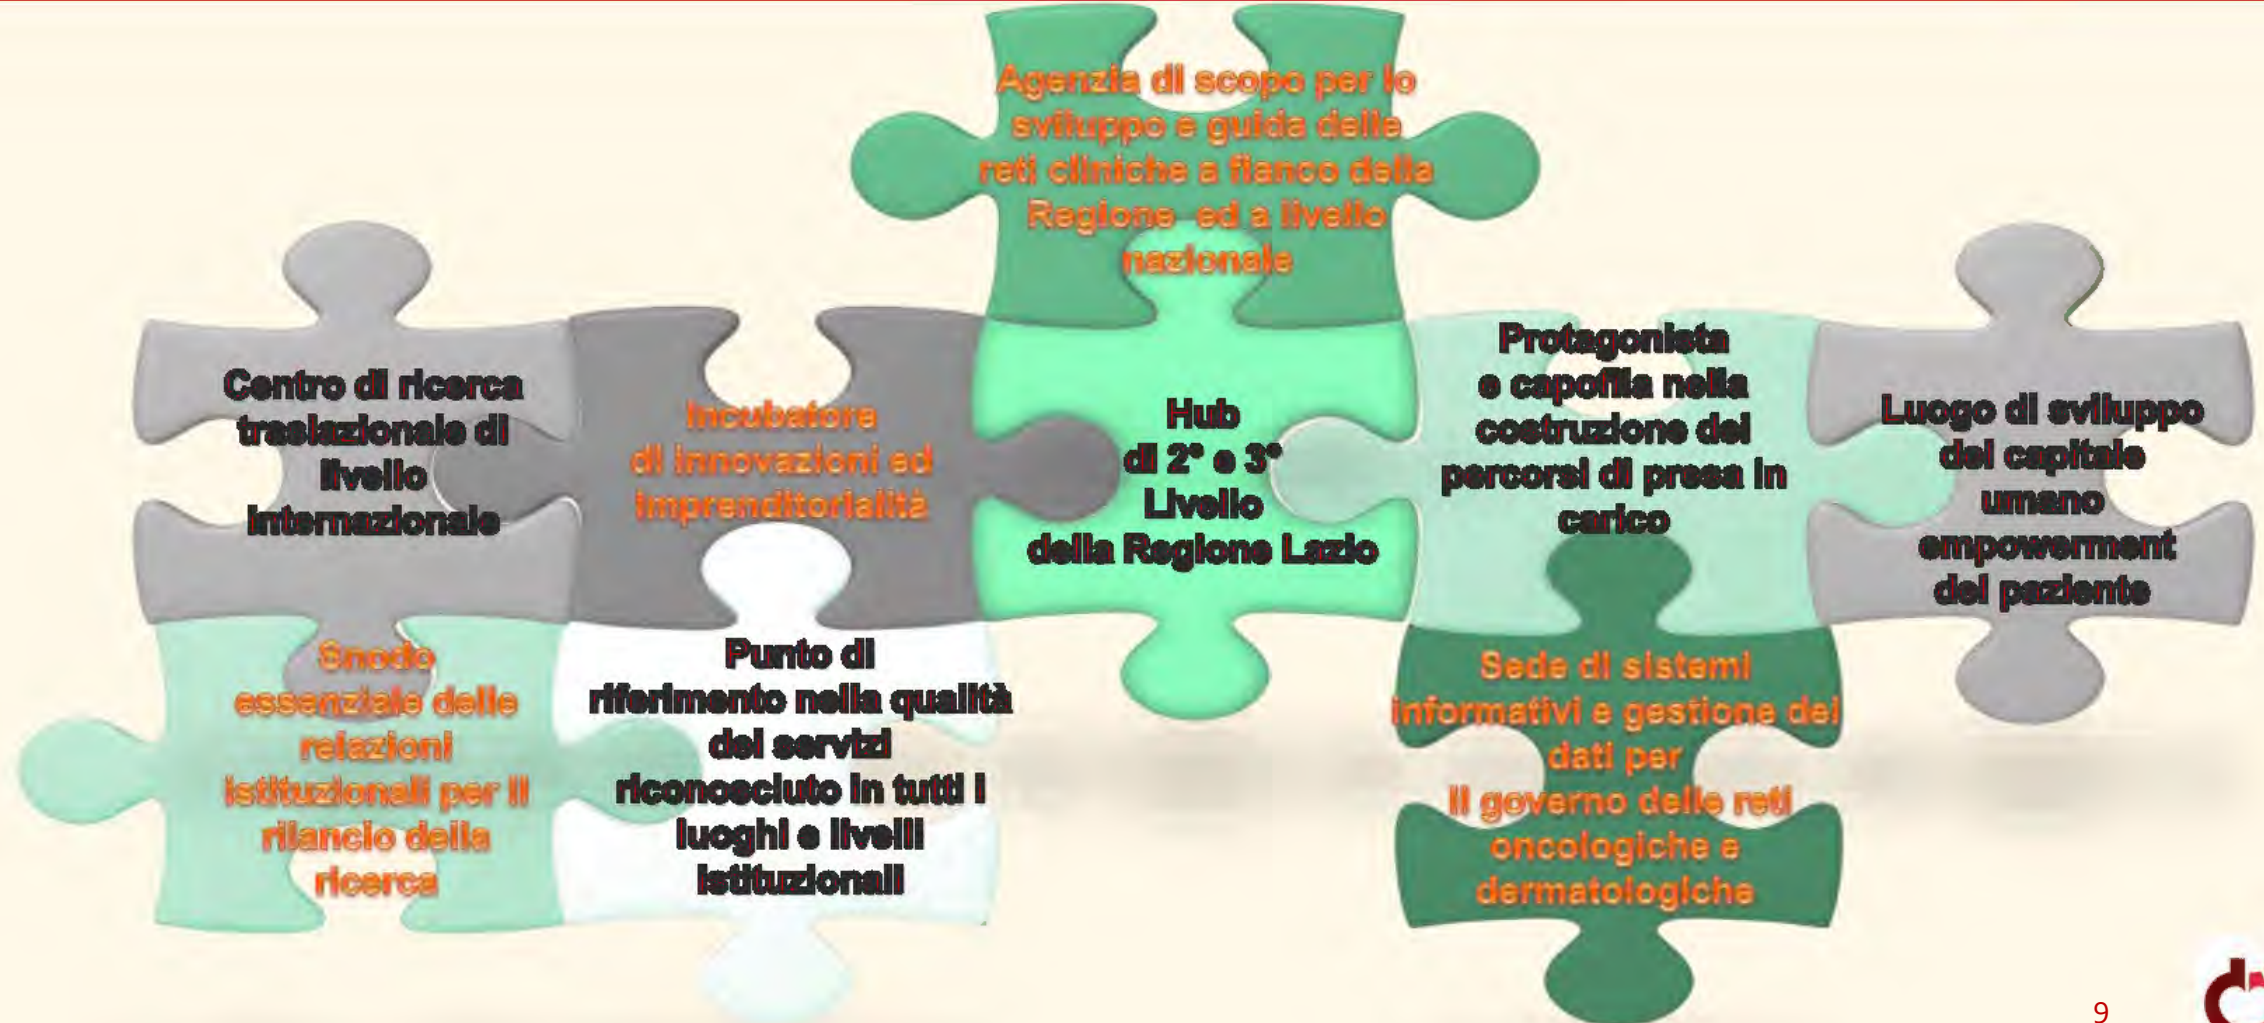 Agenzia di scopo per lo
sviluppo e guida delle
reti cliniche a fianco della
Regione ed a livello
nazionale
Centro di ricerca
traslazionale di
livello
internazionale
Incubatore
di innovazioni ed
imprenditorialità
Hub
di 2° e 3°
Livello
della Regione Lazio
Protagonista
e capofila nella
costruzione dei
percorsi di presa in
carico
Luogo di sviluppo
del capitale
umano
empowerment
del paziente
Snodo
essenziale delle
relazioni
istituzionali per il
rilancio della
ricerca
Punto di
riferimento nella qualità
dei servizi
riconosciuto in tutti i
luoghi e livelli
istituzionali
Sede di sistemi
informativi e gestione dei
dati per
il governo delle reti
oncologiche e
dermatologiche
9